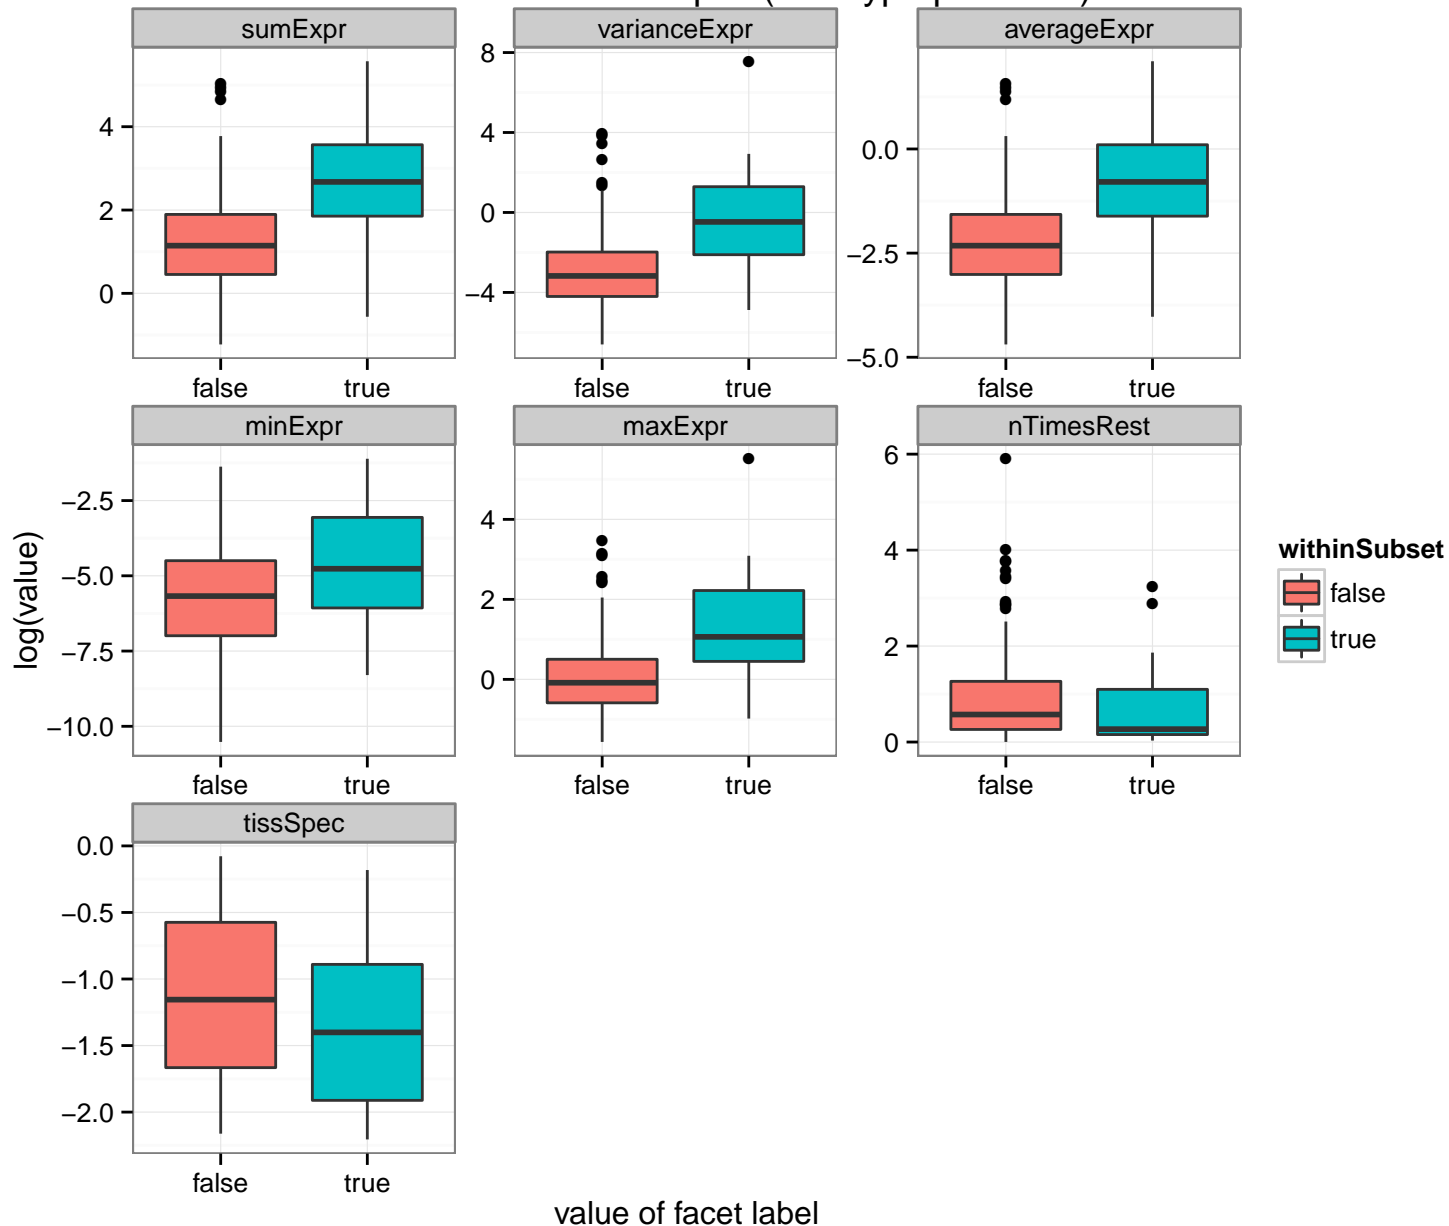 sumExpr
varianceExpr
averageExpr
4
2
0
8
4
0
−4
0.0
−2.5
−5.0
false true
false true
false true
minExpr
maxExpr
nTimesRest
log(value)
−2.5
−5.0
−7.5
−10.0
4
2
0
6
4
2
0
false true
false true
false true
withinSubset
false
true
tissSpec
0.0
−0.5
−1.0
−1.5
−2.0
false true
value of facet label